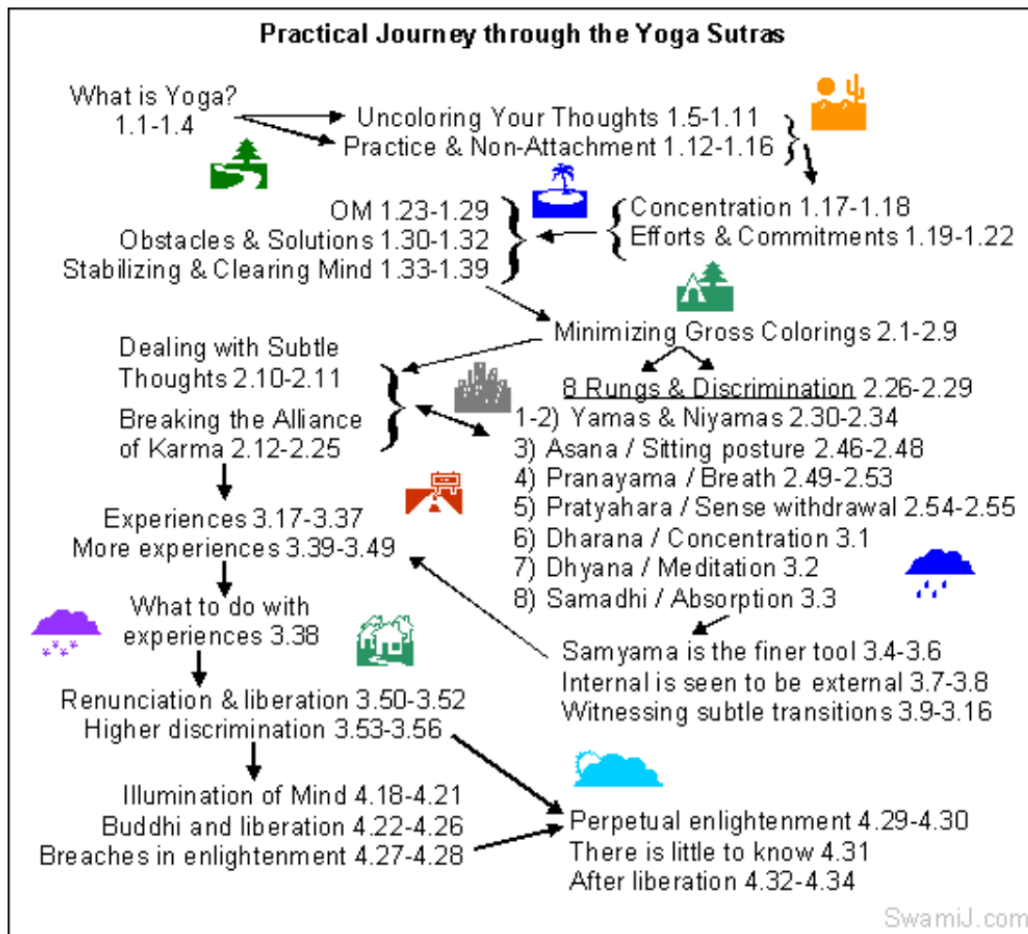 Practical Journey through the Yoga Sutras
What is Yoga?
1.1-1.4
Uncoloring Your Thoughts 1.5-1.11
Practice & Non-Attachment 1.12-1.16
Concentration 1.17-1.18
Efforts & Commitments 1.19-1.22
OM 1.23-1.29
Obstacles & Solutions 1.30-1.32
Stabilizing & Clearing Mind 1.33-1.39
Minimizing Gross Colorings 2.1-2.9
Dealing with Subtle
Thoughts 2.10-2.11
Breaking the Alliance
of Karma 2.12-2.25
8 Rungs & Discrimination 2.26-2.29
1-2) Yamas & Niyamas 2.30-2.34
3) Asana / Sitting posture 2.46-2.48
4) Pranayama / Breath 2.49-2.53
5) Pratyahara / Sense withdrawal 2.54-2.55
6) Dharana / Concentration 3.1
7) Dhyana / Meditation 3.2
8) Samadhi / Absorption 3.3
Samyama is the finer tool 3.4-3.6
Internal is seen to be external 3.7-3.8
Witnessing subtle transitions 3.9-3.16
Experiences 3.17-3.37
More experiences 3.39-3.49
What to do with
experiences 3.38
Renunciation & liberation 3.50-3.52
Higher discrimination 3.53-3.56
Illumination of Mind 4.18-4.21
Buddhi and liberation 4.22-4.26
Breaches in enlightenment 4.27-4.28
Perpetual enlightenment 4.29-4.30
There is little to know 4.31
After liberation 4.32-4.34
SwamiJ.com